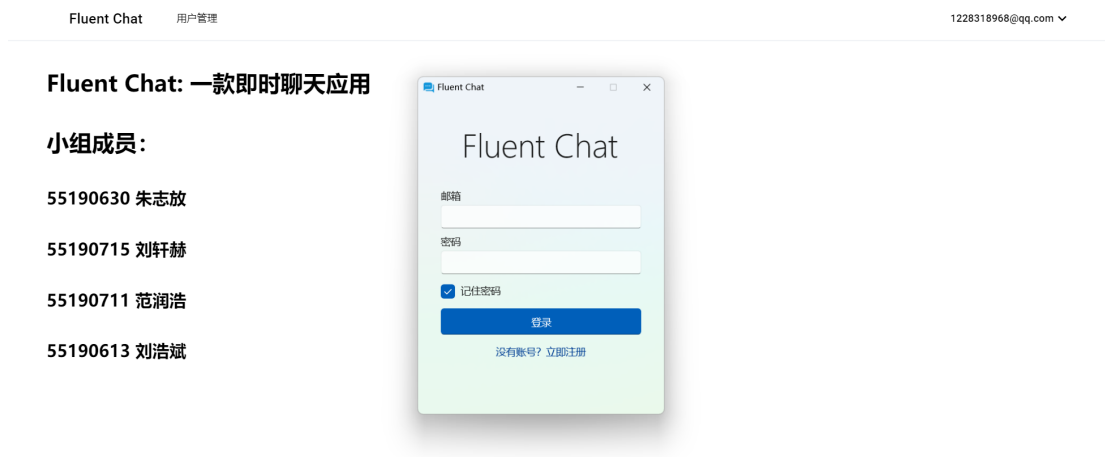 Fluent Chat 用户管理 1228318968@qq.com
Fluent Chat: 一款即时聊天应用
小组成员：
55190630 朱志放
55190715 刘轩赫
55190711 范润浩
55190613 刘浩斌
Fluent Chat
Fluent Chat
邮箱
密码
记住密码
登录
没有账号？立即注册